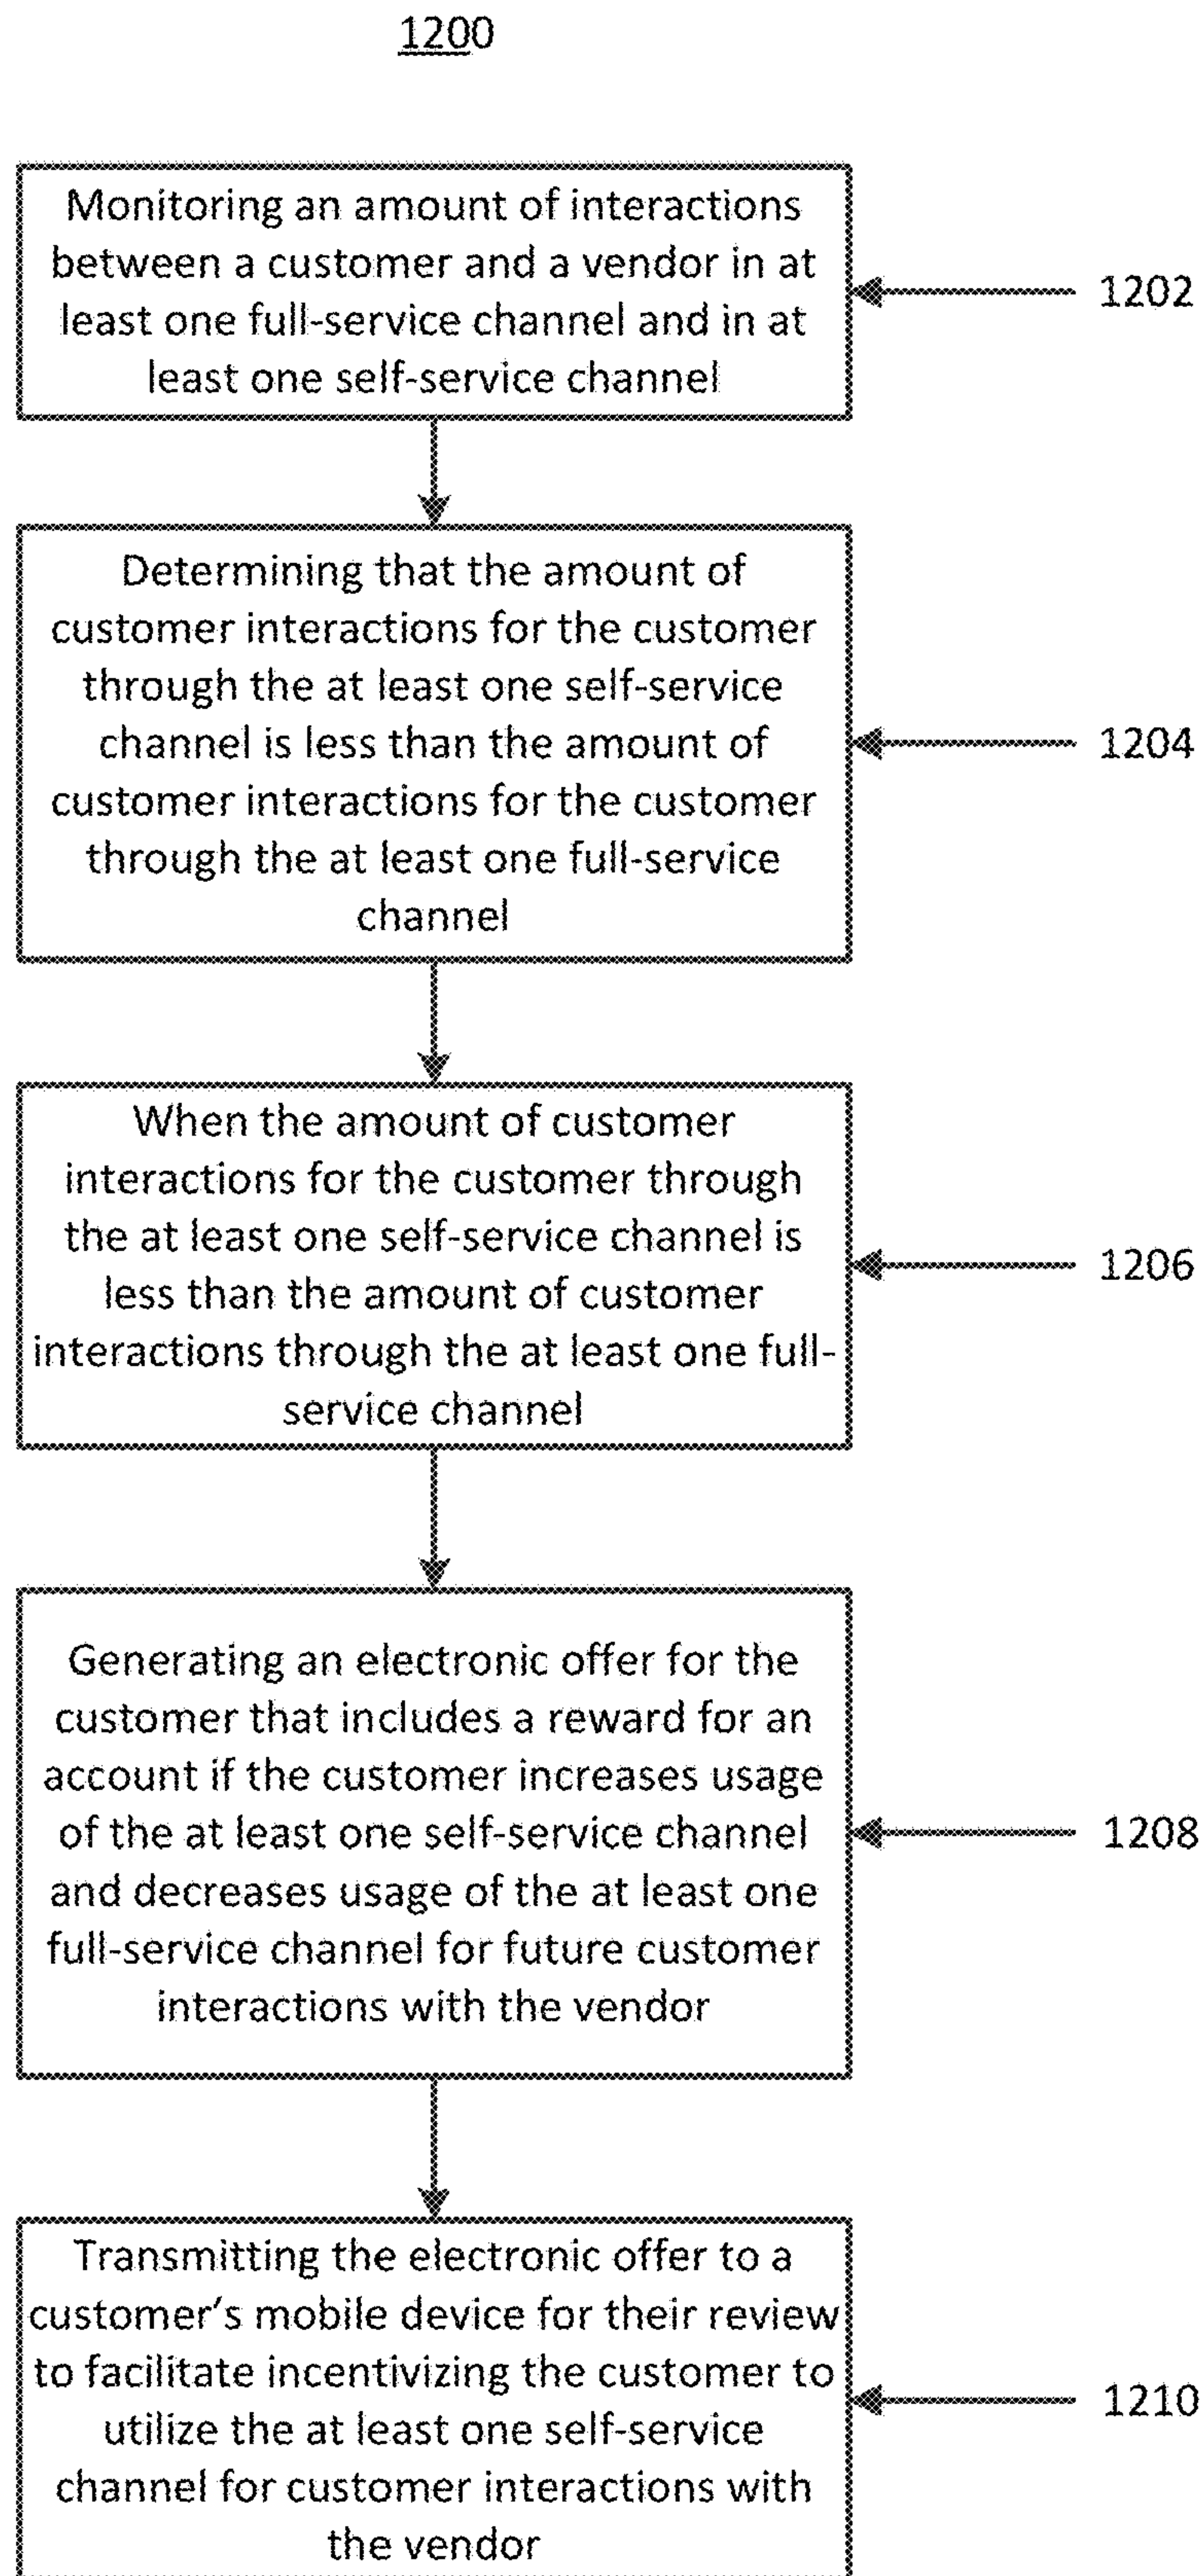 1200
Monitoring an amount of interactions
between a customer and a vendor in at
least one full-service channel and in at
least one self-service channel
1202
Determining that the amount of
customer interactions for the customer
through the at least one self-service
channel is less than the amount of
customer interactions for the customer
through the at least one full-service
channel
1204
When the amount of customer
interactions for the customer through
the at least one self-service channel is
less than the amount of customer
interactions through the at least one full-
service channel
1206
Generating an electronic offer for the
customer that includes a reward for an
account if the customer increases usage
of the at least one self-service channel
and decreases usage of the at least one
full-service channel for future customer
interactions with the vendor
1208
Transmitting the electronic offer to a
customer's mobile device for their review
to facilitate incentivizing the customer to
utilize the at least one self-service
channel for customer interactions with
the vendor
1210